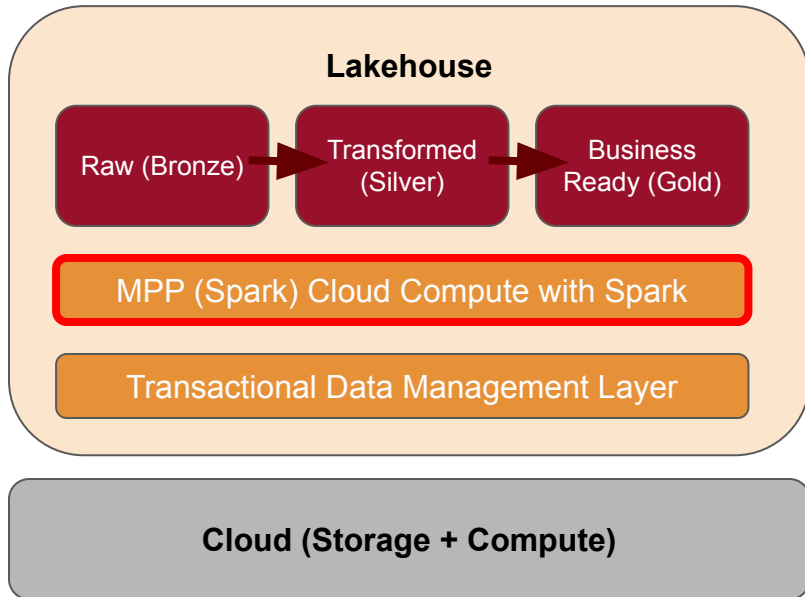 Lakehouse
Raw (Bronze)
Transformed
(Silver)
Business
Ready (Gold)
MPP (Spark) Cloud Compute with Spark
Transactional Data Management Layer
Cloud (Storage + Compute)